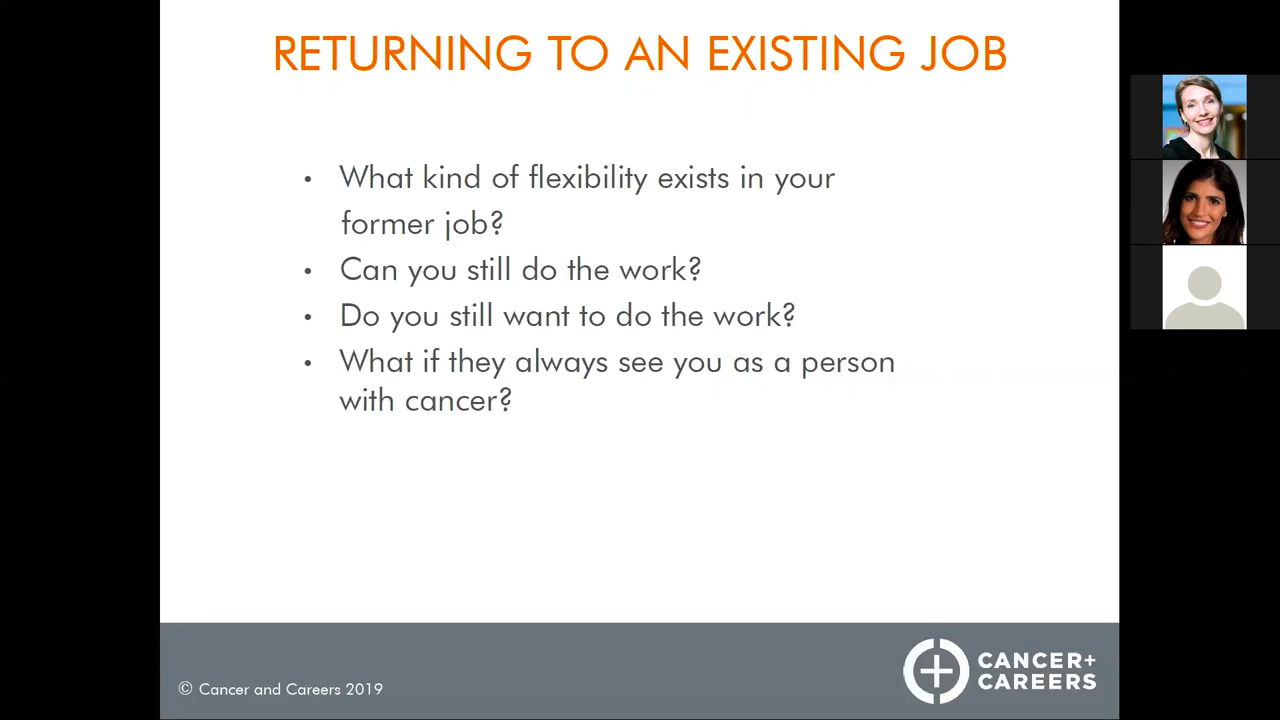 RETURNING TO AN EXISTING JOB
• What kind of flexibility exists in your
former job?
• Can you still do the work?
• Do you still want to do the work?
• What if they always see you as a person
with cancer?
© Cancer and Careers 2019
CANCER+
CAREERS